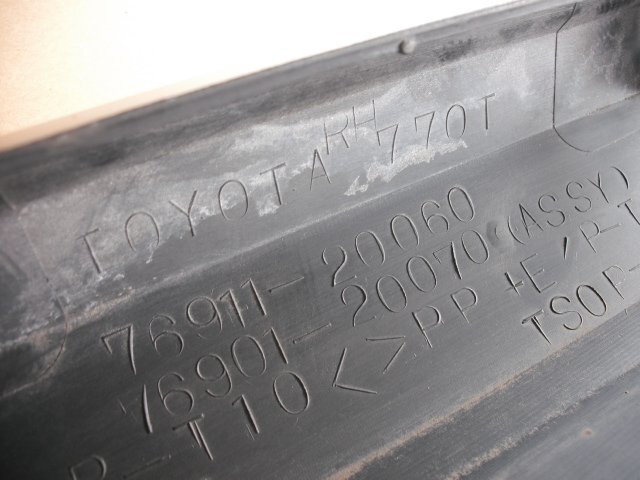 TOYOTA RH 770T
76911-20060
76901-20070 (ASSY)
P-T10 <>PP+E/P-T
TSOP-